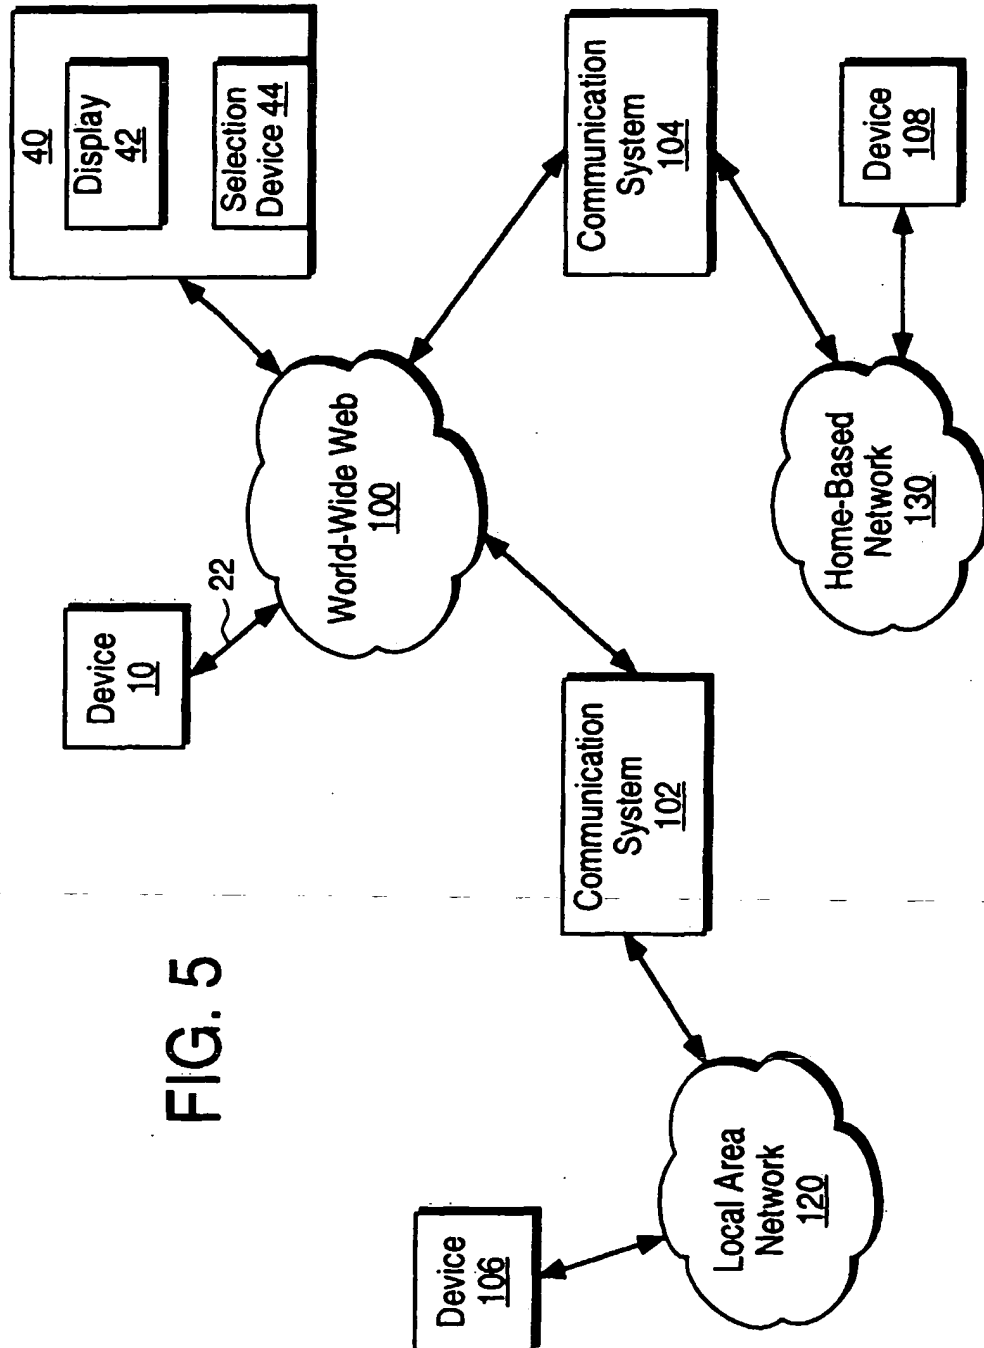 FIG. 5
Device
10
22
40
Display
42
Selection
Device 44
World-Wide Web
100
Device
106
Communication
System
102
Communication
System
104
Local Area
Network
120
Home-Based
Network
130
Device
108